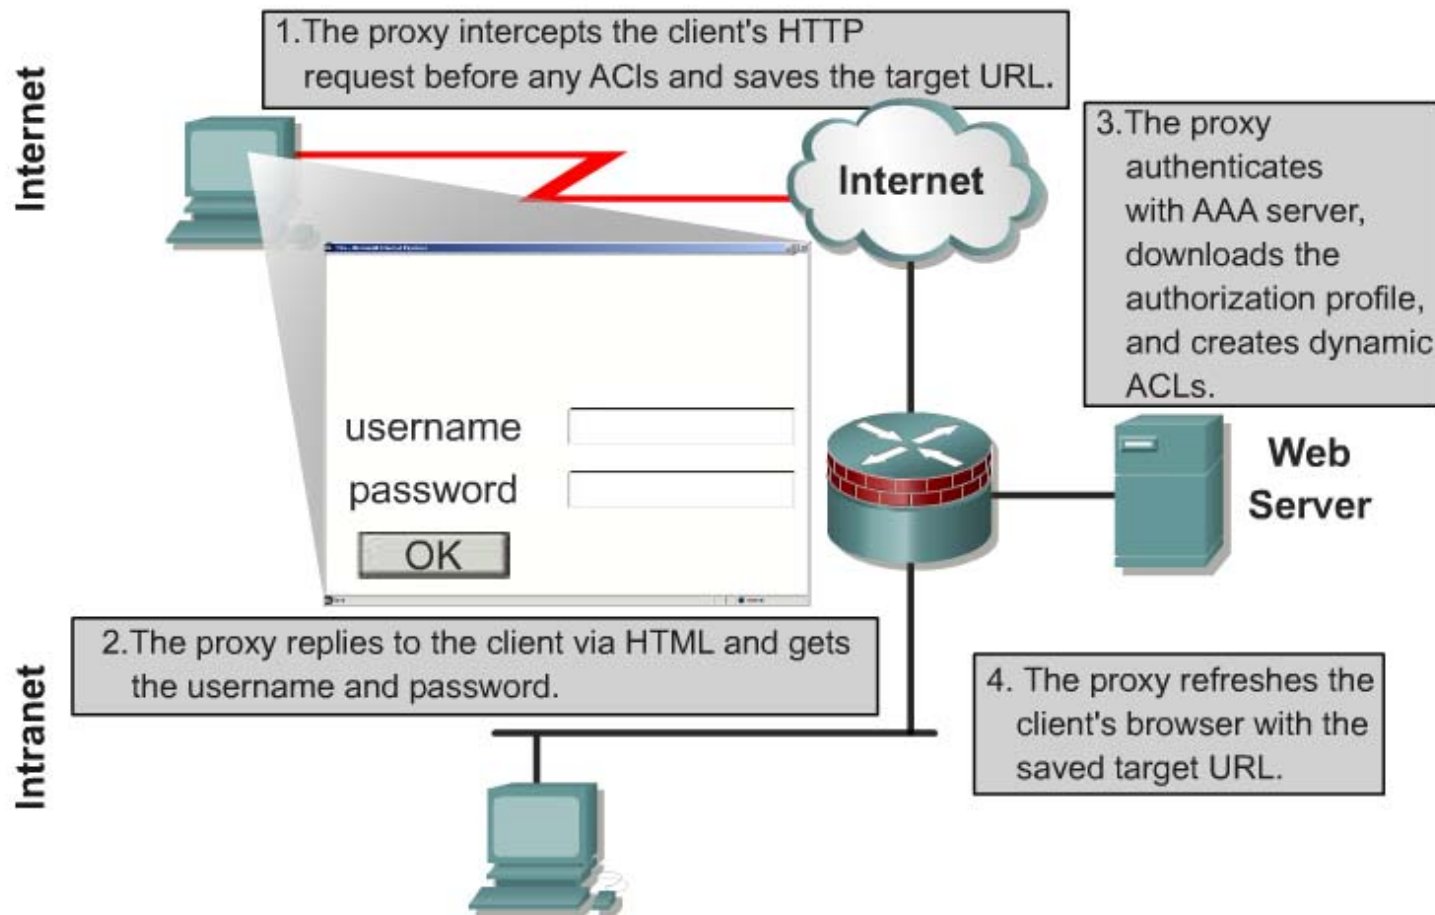 1.The proxy intercepts the client's HTTP
request before any ACIs and saves the target URL.
Internet
Internet
3.The proxy
authenticates
with AAA server,
downloads the
authorization profile,
and creates dynamic
ACLs.
username
password
OK
Web
Server
2.The proxy replies to the client via HTML and gets
the username and password.
Intranet
4. The proxy refreshes the
client's browser with the
saved target URL.